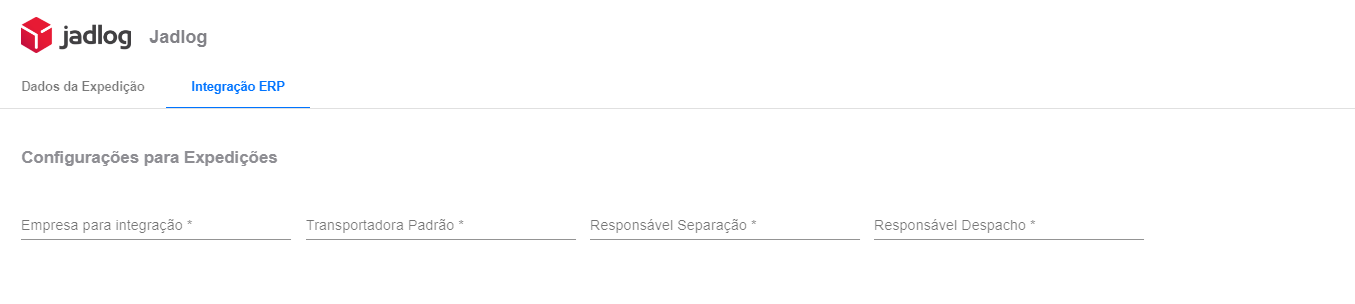 jadlog Jadlog
Dados da Expedição Integração ERP
Configurações para Expedições
Empresa para integração * Transportadora Padrão * Responsável Separação * Responsável Despacho *